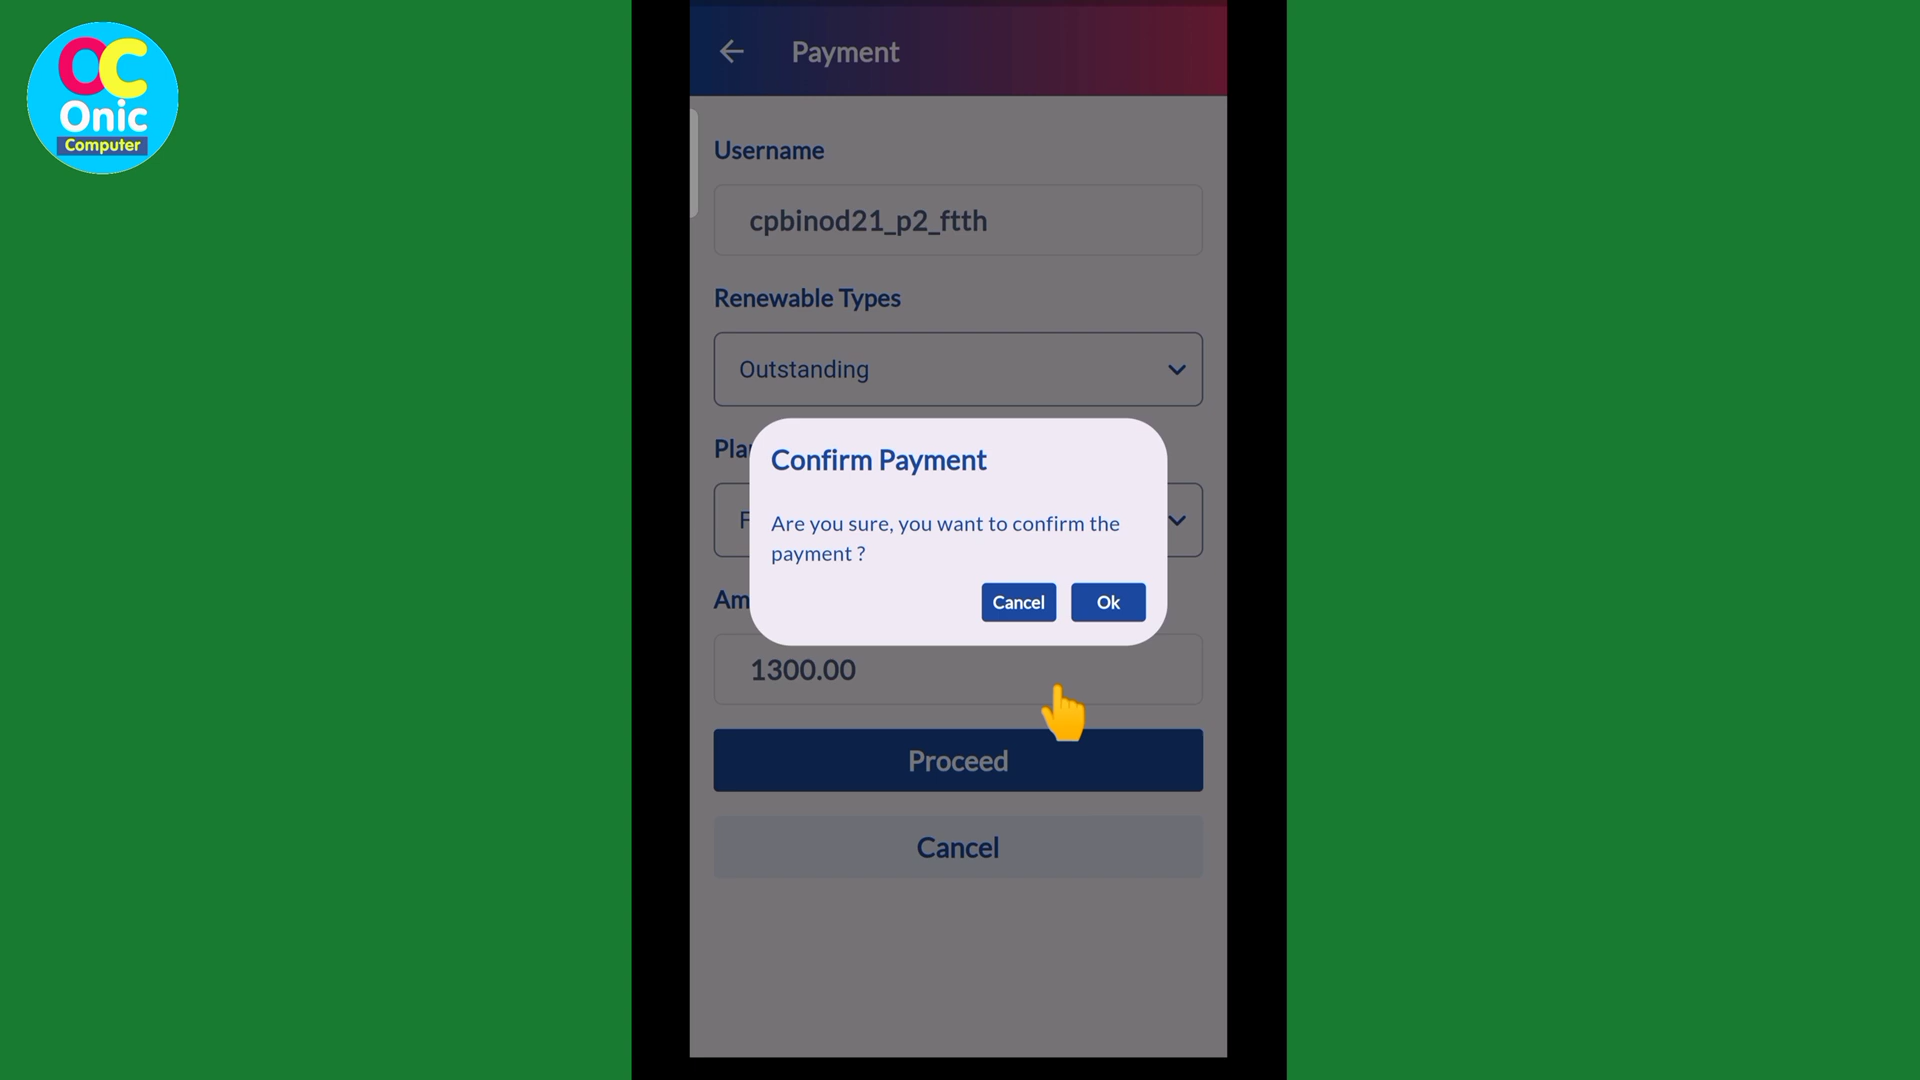 OC
Onic
Computer
Payment
Username
cpbinod21_p2_ftth
Renewable Types
Outstanding
Confirm Payment
Are you sure, you want to confirm the
payment ?
Cancel
Ok
1300.00
Proceed
Cancel